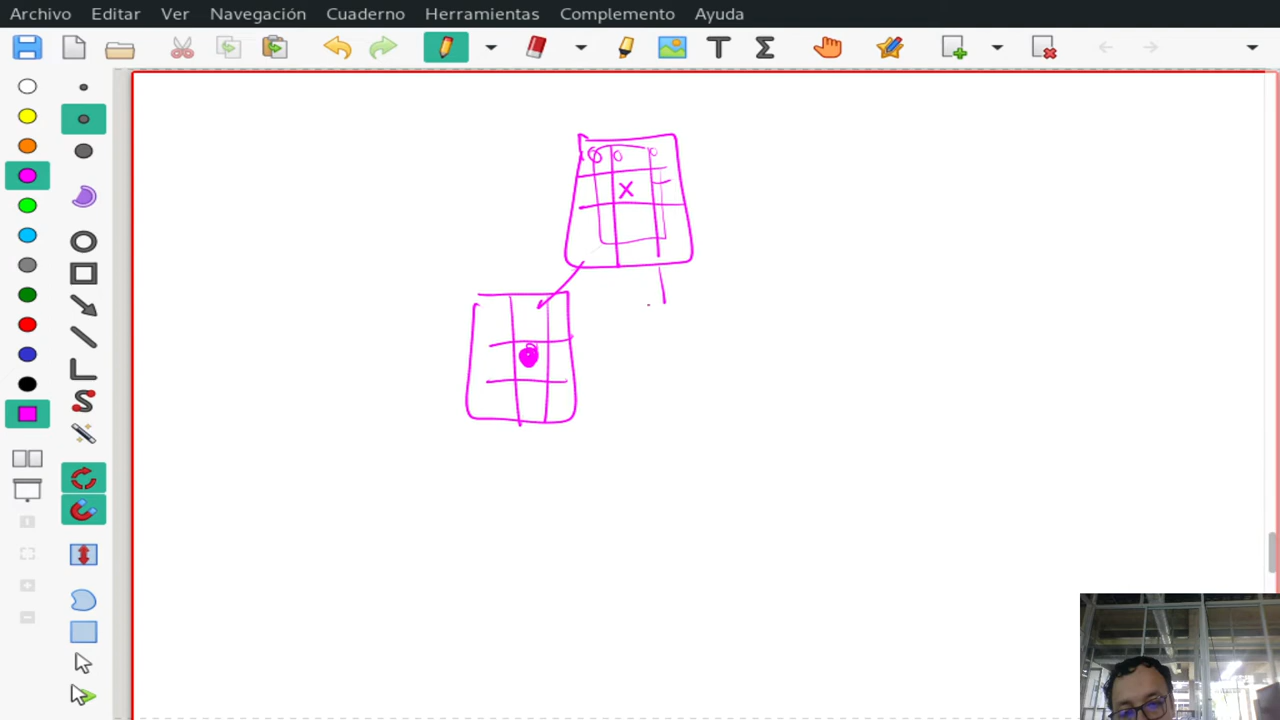 Archivo Editar Ver Navegación Cuaderno Herramientas Complemento Ayuda
T Σ
O O O
X